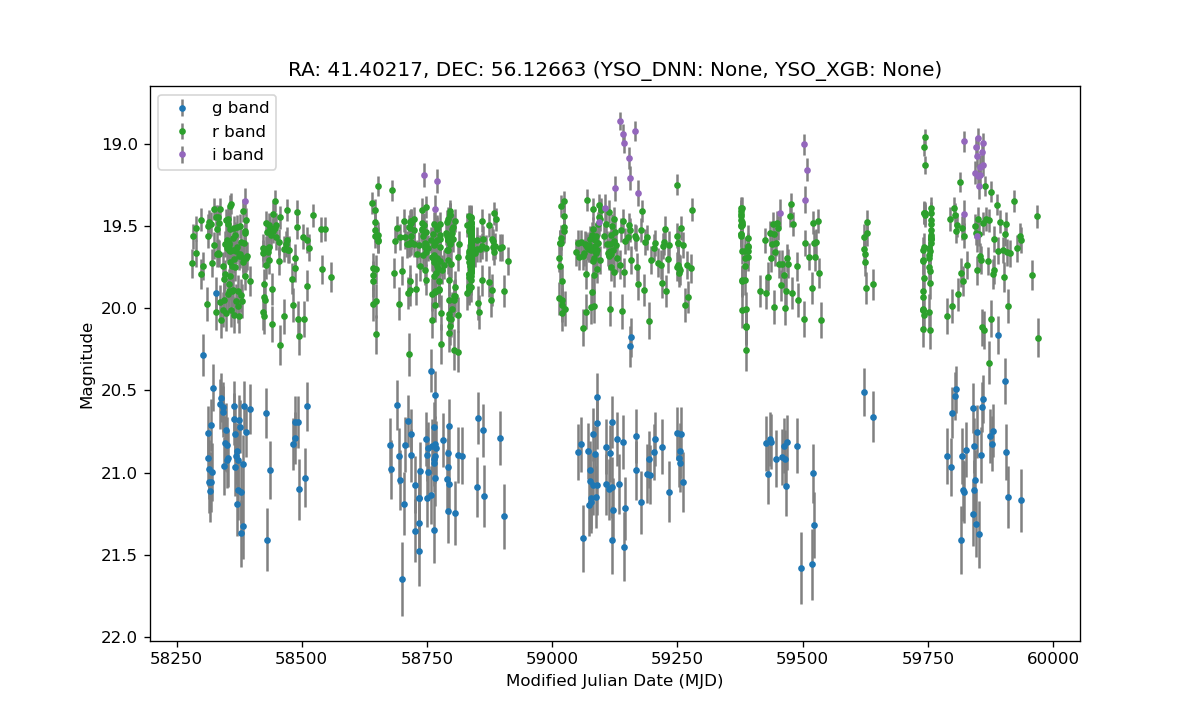 RA: 41.40217, DEC: 56.12663 (YSO_DNN: None, YSO_XGB: None)
g band
r band
i band
19.0
19.5
20.0
20.5
21.0
21.5
22.0
Magnitude
58250
58500
58750
59000
59250
59500
59750
60000
Modified Julian Date (MJD)